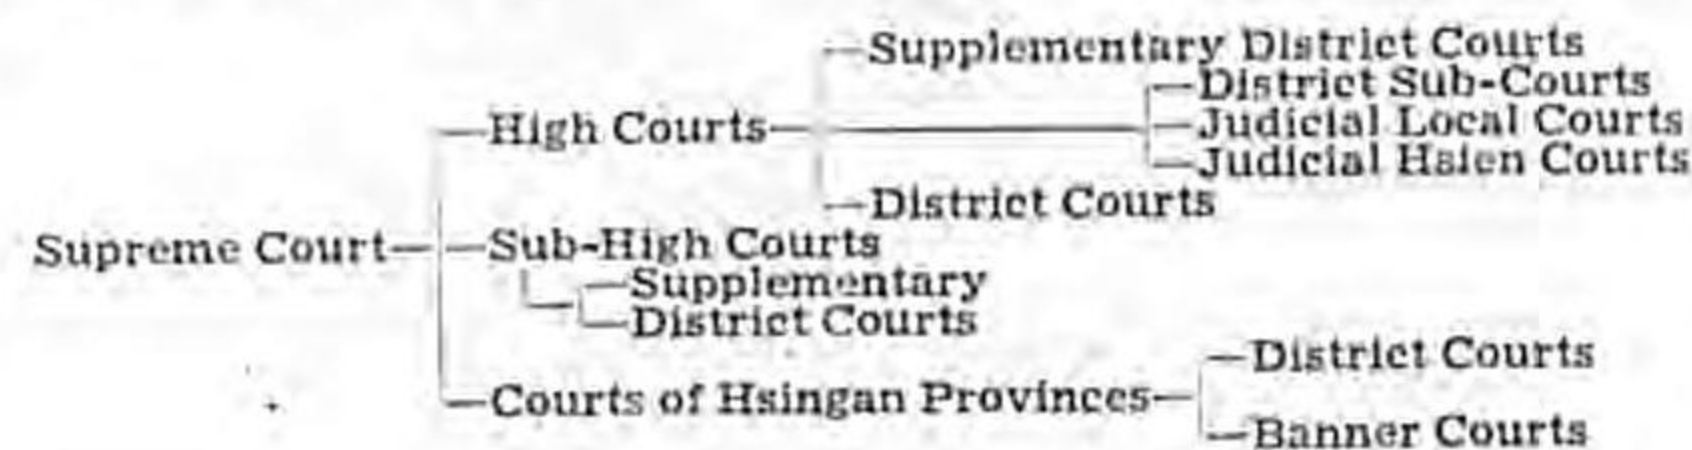 Supplementary District Courts
District Sub-Courts
High Courts
Judicial Local Courts
Judicial Hsien Courts
District Courts
Supreme Court
Sub-High Courts
Supplementary
District Courts
District Courts
Courts of Hsingan Provinces
Banner Courts